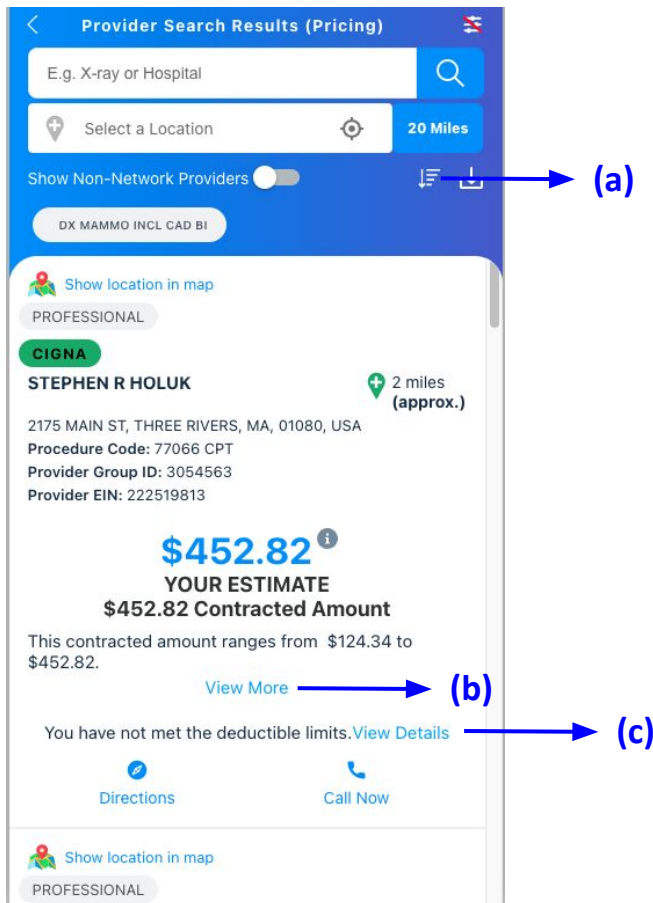 Provider Search Results (Pricing)
E.g. X-ray or Hospital
Select a Location
20 Miles
Show Non-Network Providers
(a)
DX MAMMO INCL CAD BI
Show location in map
PROFESSIONAL
CIGNA
STEPHEN R HOLUK
2 miles
(approx.)
2175 MAIN ST, THREE RIVERS, MA, 01080, USA
Procedure Code: 77066 CPT
Provider Group ID: 3054563
Provider EIN: 222519813
$452.82
YOUR ESTIMATE
$452.82 Contracted Amount
This contracted amount ranges from $124.34 to
$452.82.
View More
(b)
You have not met the deductible limits.View Details
(c)
Directions
Call Now
Show location in map
PROFESSIONAL